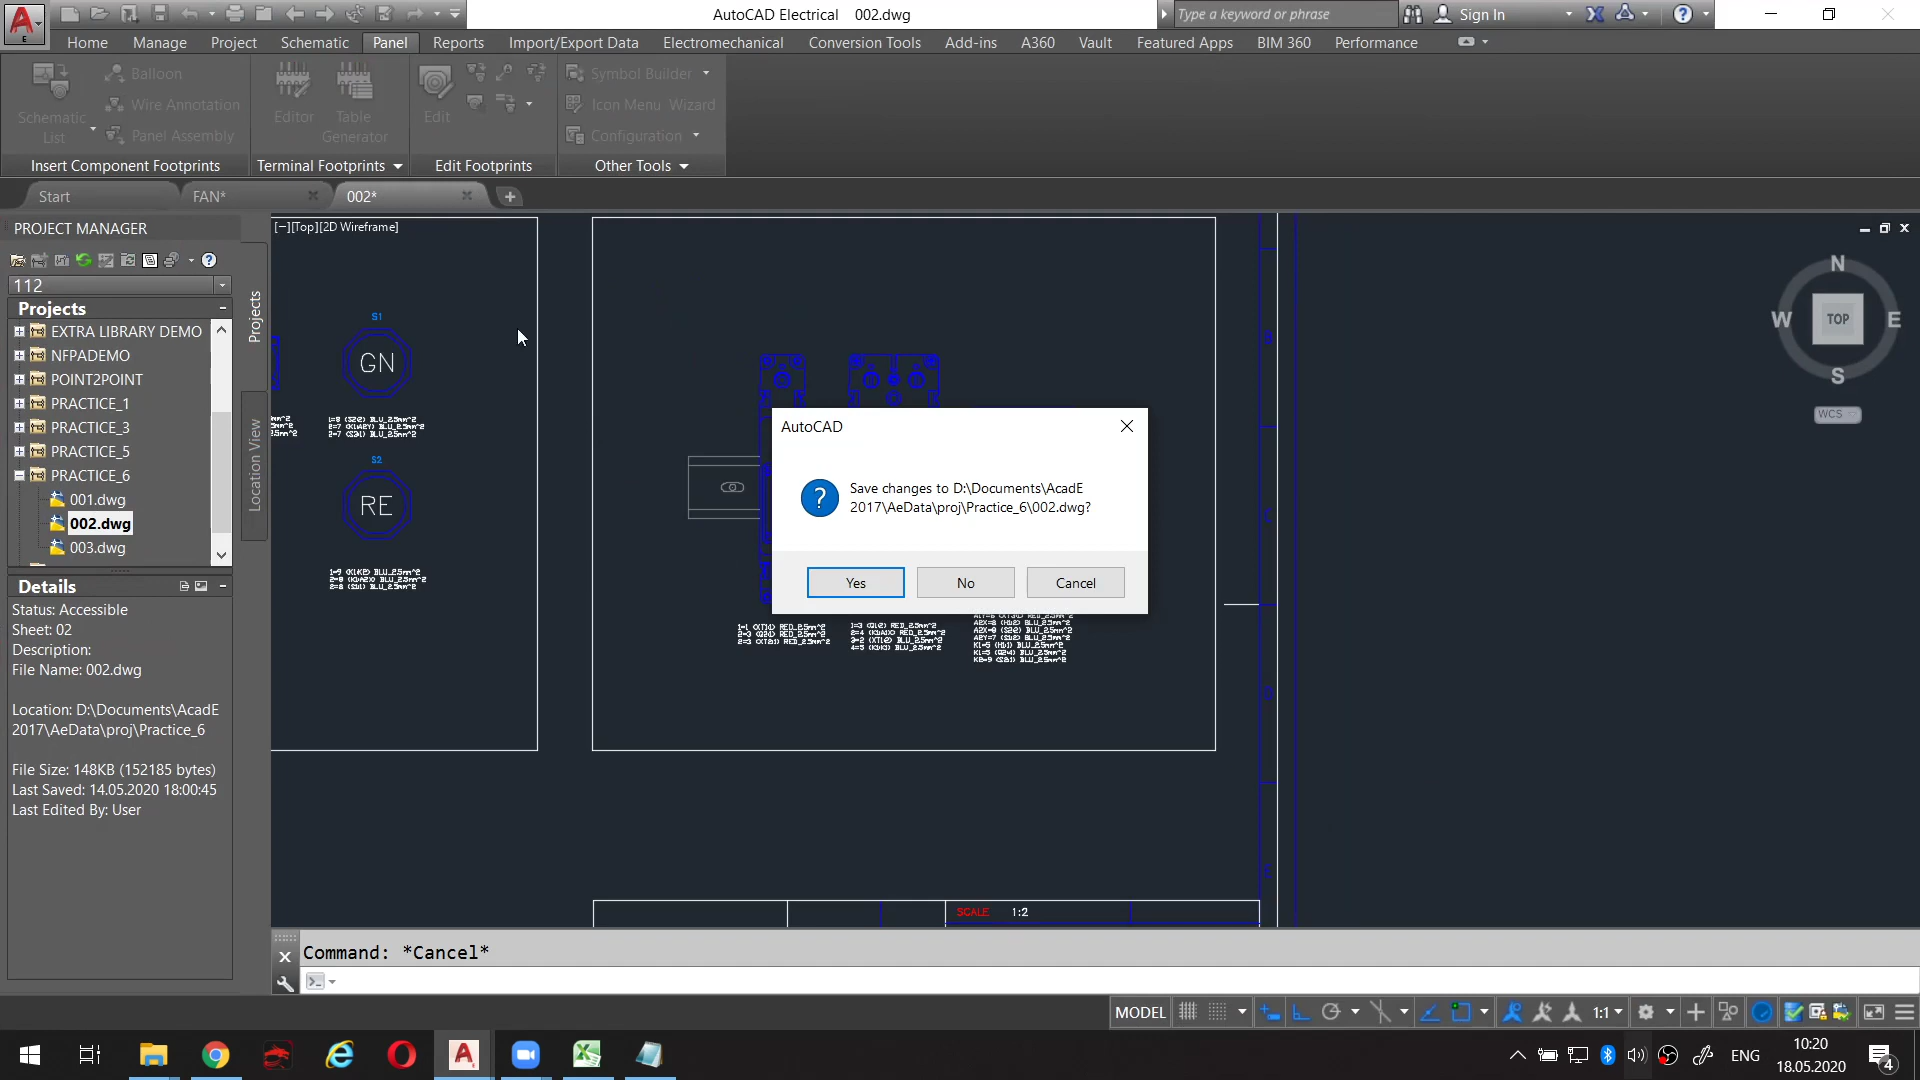 AutoCAD Electrical 002.dwg
Type a keyword or phrase
Sign In
Home Manage Project Schematic Panel Reports Import/Export Data Electromechanical Conversion Tools Add-ins A360 Vault Featured Apps BIM 360 Performance
Schematic List
Balloon
Wire Annotation
Panel Assembly
Editor
Table Generator
Edit
Symbol Builder
Icon Menu Wizard
Configuration
Insert Component Footprints
Terminal Footprints
Edit Footprints
Other Tools
Start
FAN*
002*
PROJECT MANAGER
112
Projects
EXTRA LIBRARY DEMO
NFPADEMO
POINT2POINT
PRACTICE_1
PRACTICE_3
PRACTICE_5
PRACTICE_6
001.dwg
002.dwg
003.dwg
Details
Status: Accessible
Sheet: 02
Description:
File Name: 002.dwg
Location: D:\Documents\AcadE
2017\AeData\proj\Practice_6
File Size: 148KB (152185 bytes)
Last Saved: 14.05.2020 18:00:45
Last Edited By: User
Projects
Location View
[−][Top][2D Wireframe]
S1
GN
S2
RE
AutoCAD
Save changes to D:\Documents\AcadE
2017\AeData\proj\Practice_6\002.dwg?
Yes
No
Cancel
SCALE 1:2
N
W
TOP
E
S
WCS
B
C
D
E
Command: *Cancel*
MODEL
1:1
ENG
10:20
18.05.2020
4